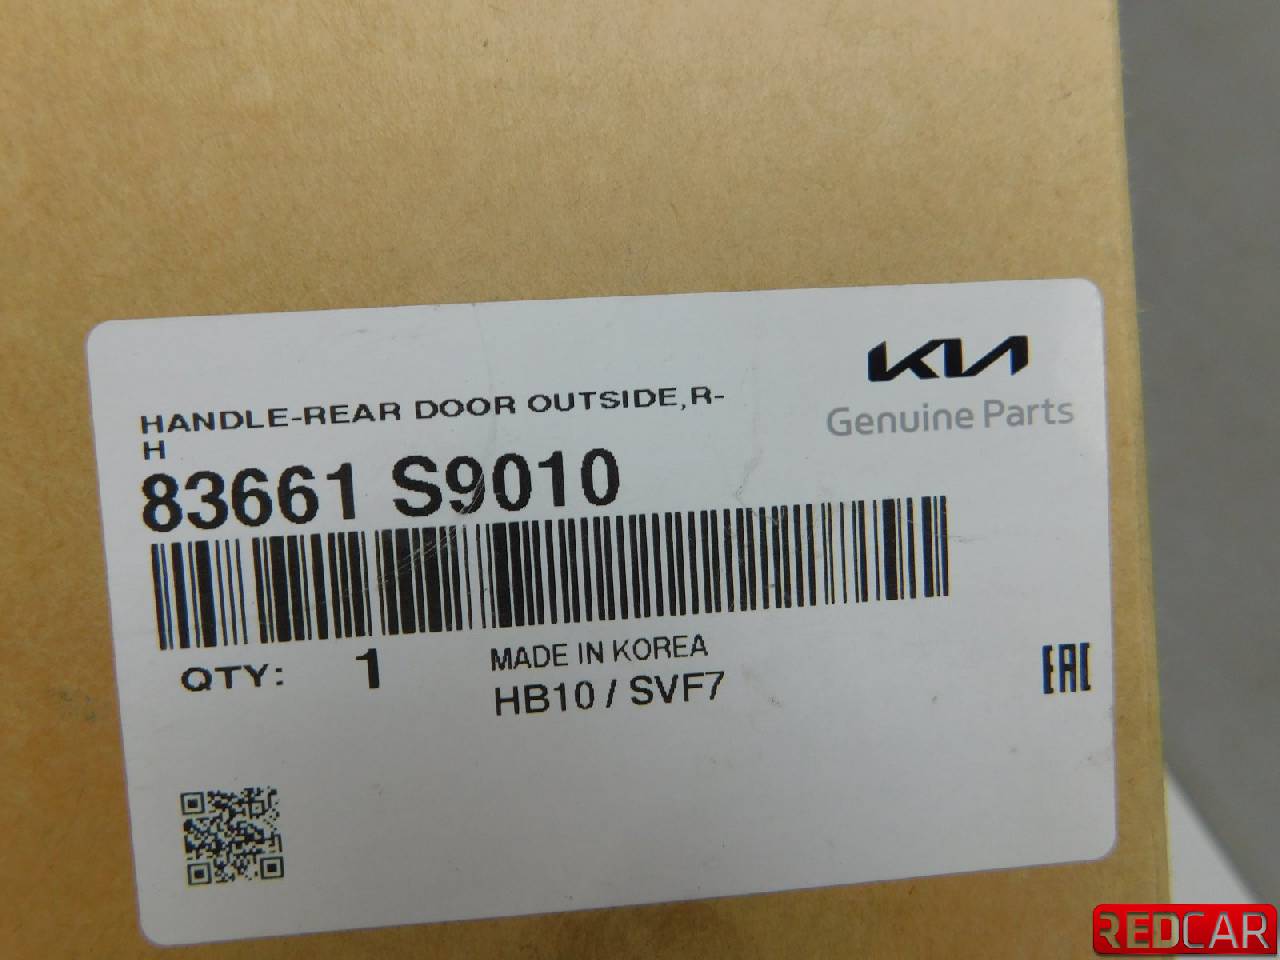 KIA
Genuine Parts
HANDLE-REAR DOOR OUTSIDE,R-
H
83661 S9010
QTY: 1
MADE IN KOREA
HB10 / SVF7
EAC
REDCAR